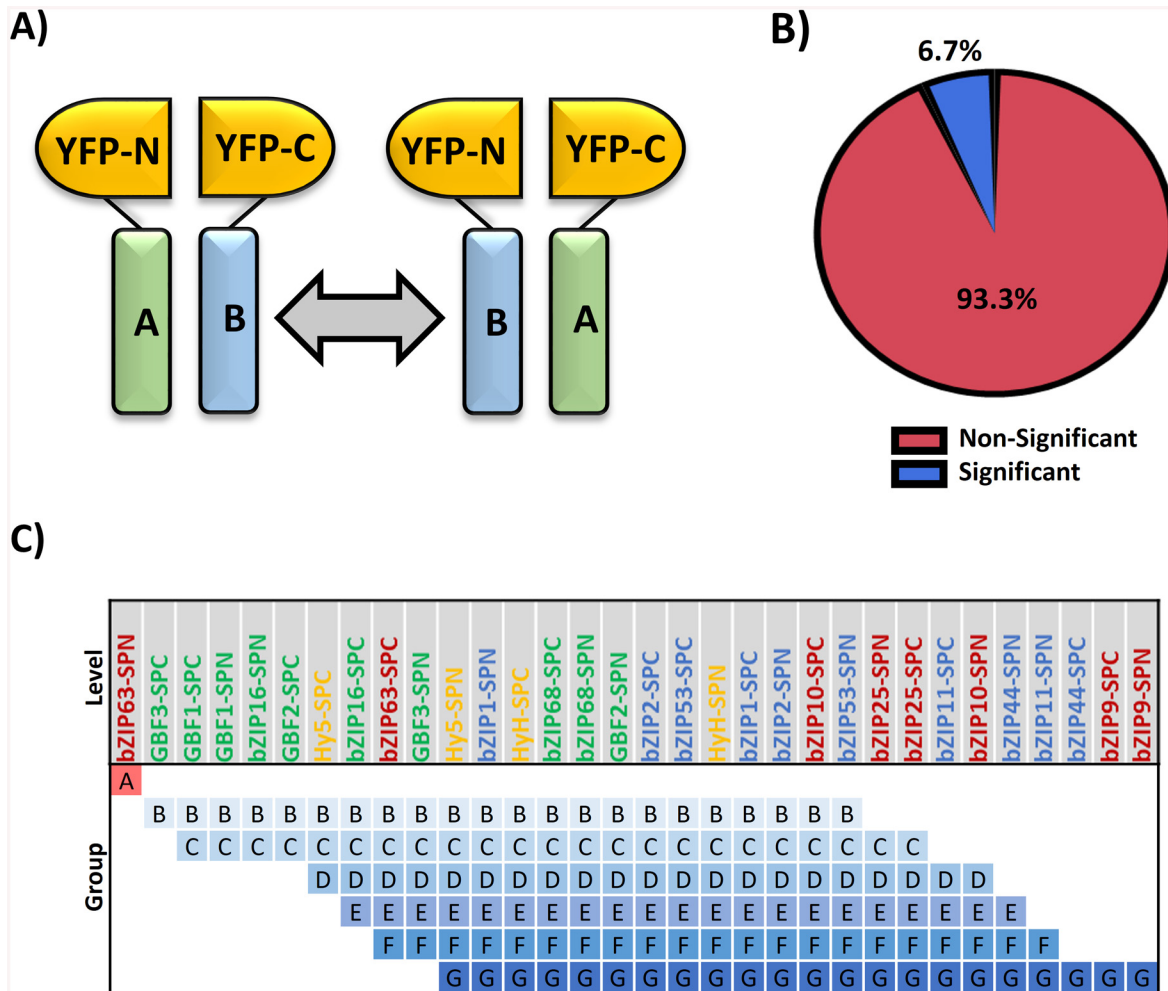 A)
YFP-N YFP-C YFP-N YFP-C
A B B A
B)
6.7%
93.3%
Non-Significant
Significant
C)
Level
bZIP63-SPN
GBF3-SPC
GBF1-SPC
GBF1-SPN
bZIP16-SPN
GBF2-SPC
Hy5-SPC
bZIP16-SPC
bZIP63-SPC
GBF3-SPN
Hy5-SPN
bZIP1-SPN
HyH-SPC
bZIP68-SPC
bZIP68-SPN
GBF2-SPN
bZIP2-SPC
bZIP53-SPC
HyH-SPN
bZIP1-SPC
bZIP2-SPN
bZIP10-SPC
bZIP53-SPN
bZIP25-SPN
bZIP25-SPC
bZIP11-SPC
bZIP10-SPN
bZIP44-SPN
bZIP11-SPN
bZIP44-SPC
bZIP9-SPC
bZIP9-SPN
Group
A
B B B B B B B B B B B B B B B B B B B B B B
C C C C C C C C C C C C C C C C C C C C C C C
D D D D D D D D D D D D D D D D D D D D D
E E E E E E E E E E E E E E E E E E E E E
F F F F F F F F F F F F F F F F F F F F F
G G G G G G G G G G G G G G G G G G G G G G